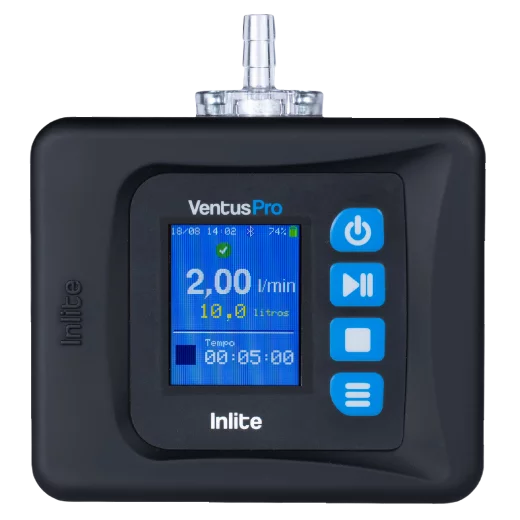 VentusPro
18/08 14:02 74%
2,00 l/min
10,0 litros
Tempo
00:05:00
Inlite
Inlite